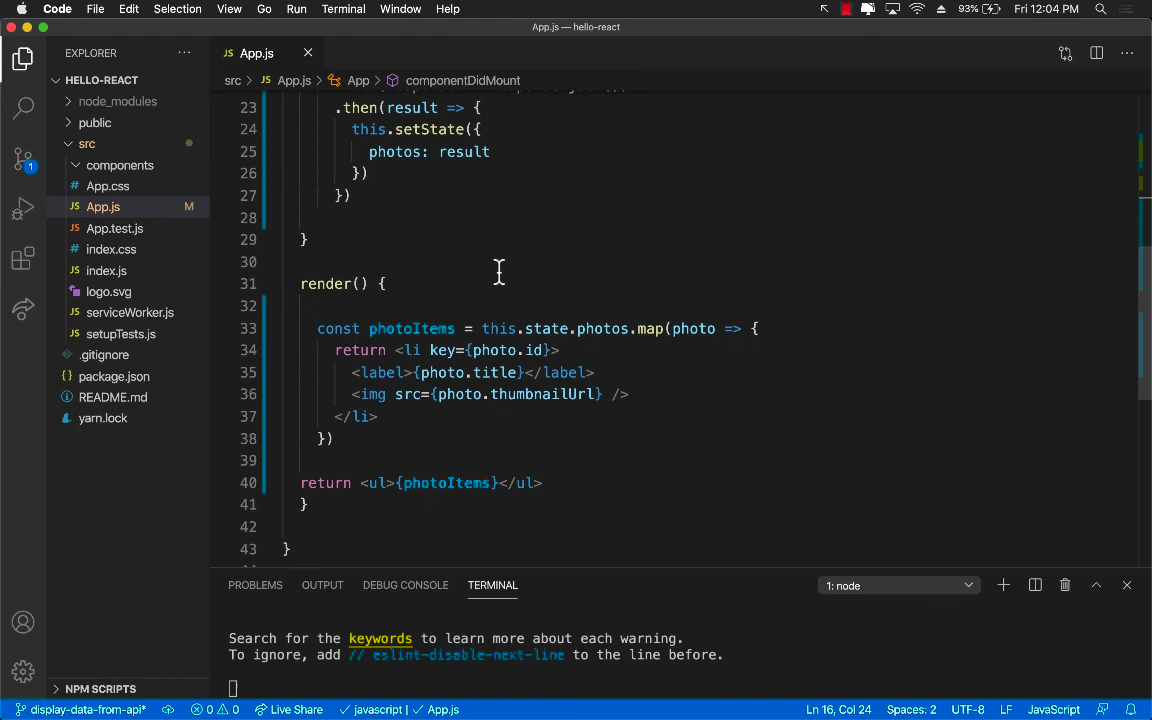 Code File Edit Selection View Go Run Terminal Window Help 93% Fri 12:04 PM
App.js — hello-react
EXPLORER
App.js
HELLO-REACT
src > App.js > App > componentDidMount
node_modules
public
src
components
App.css
App.js M
App.test.js
index.css
index.js
logo.svg
serviceWorker.js
setupTests.js
.gitignore
package.json
README.md
yarn.lock
NPM SCRIPTS
1
23 .then(result => {
24 this.setState({
25 photos: result
26 })
27 })
28
29 }
30
31 render() {
32
33 const photoItems = this.state.photos.map(photo => {
34 return <li key={photo.id}>
35 <label>{photo.title}</label>
36 <img src={photo.thumbnailUrl} />
37 </li>
38 })
39
40 return <ul>{photoItems}</ul>
41 }
42
43 }
PROBLEMS OUTPUT DEBUG CONSOLE TERMINAL 1: node
Search for the keywords to learn more about each warning.
To ignore, add // eslint-disable-next-line to the line before.
display-data-from-api* 0 0 Live Share javascript | App.js Ln 16, Col 24 Spaces: 2 UTF-8 LF JavaScript